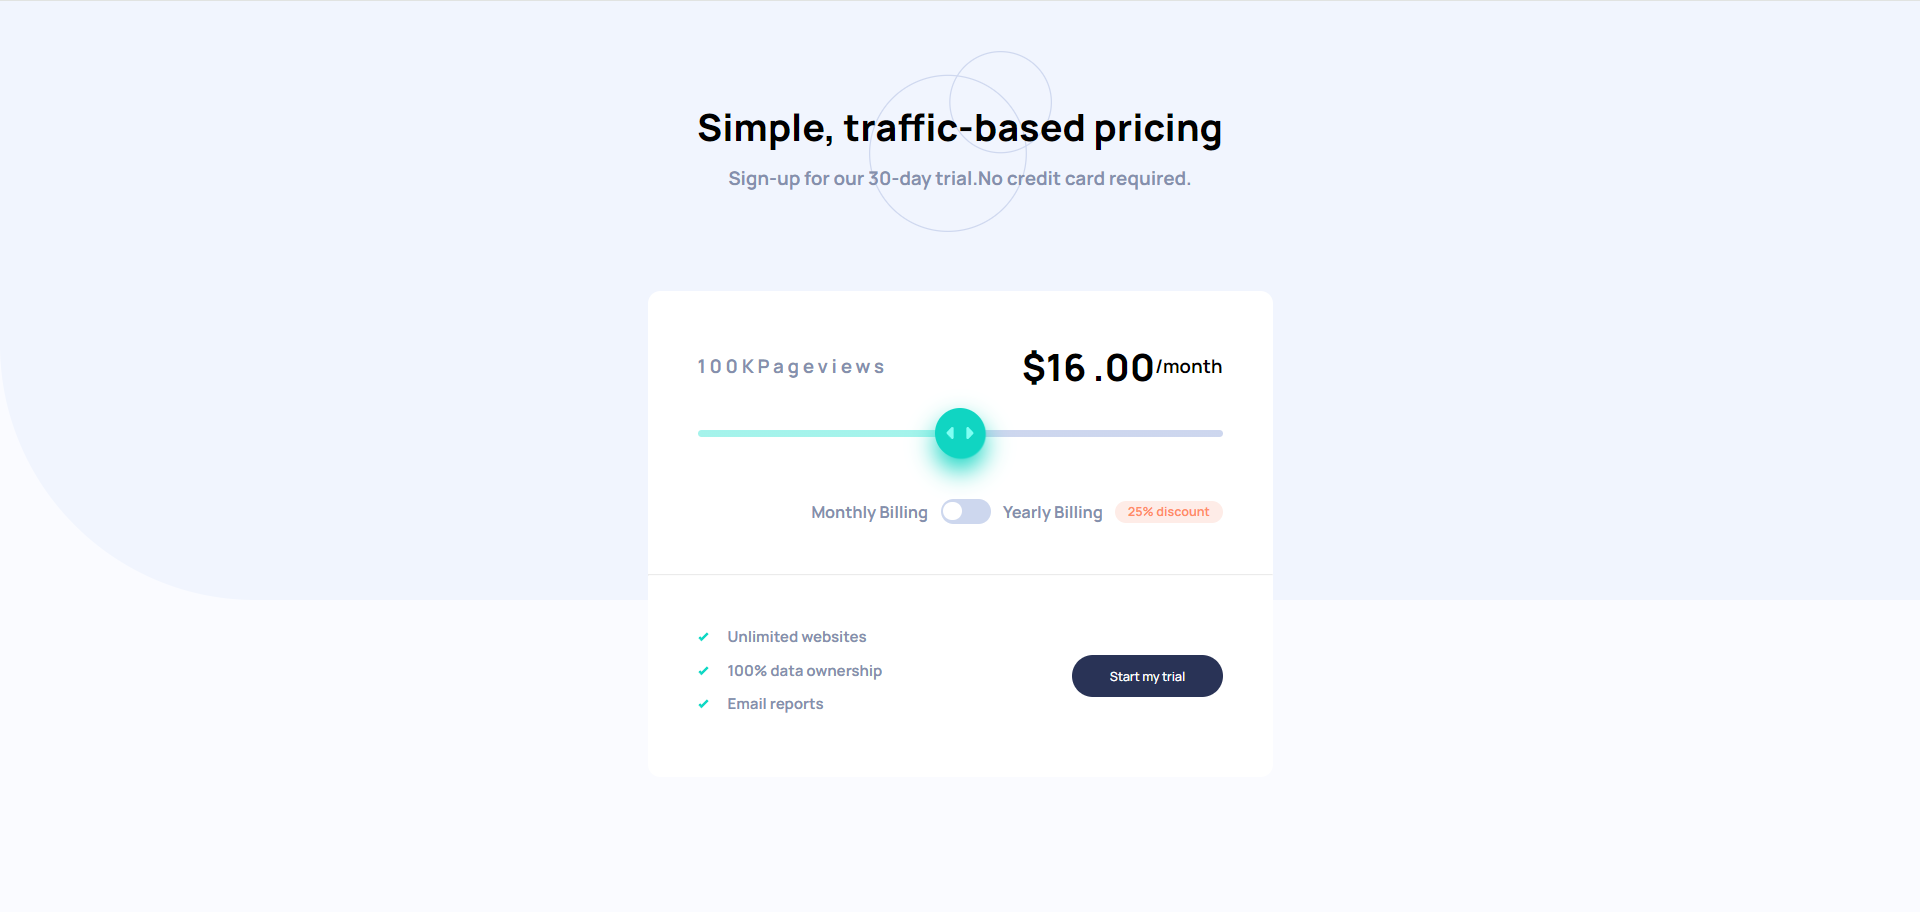 Simple, traffic-based pricing
Sign-up for our 30-day trial.No credit card required.
100KPageviews
$16 .00/month
Monthly Billing Yearly Billing 25% discount
Unlimited websites
100% data ownership
Email reports
Start my trial